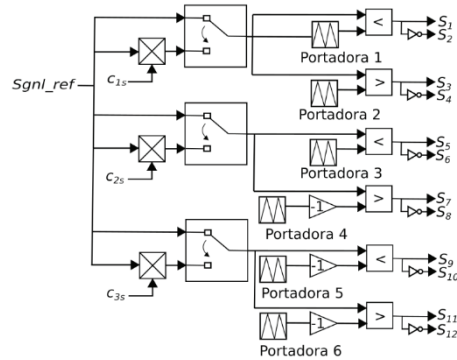 < S₁
S₂
Portadora 1
Sgnl_ref
c₁ₛ
> S₃
S₄
Portadora 2
< S₅
S₆
c₂ₛ
Portadora 3
> S₇
-1 S₈
Portadora 4
< S₉
-1 S₁₀
c₃ₛ
Portadora 5
> S₁₁
-1 S₁₂
Portadora 6